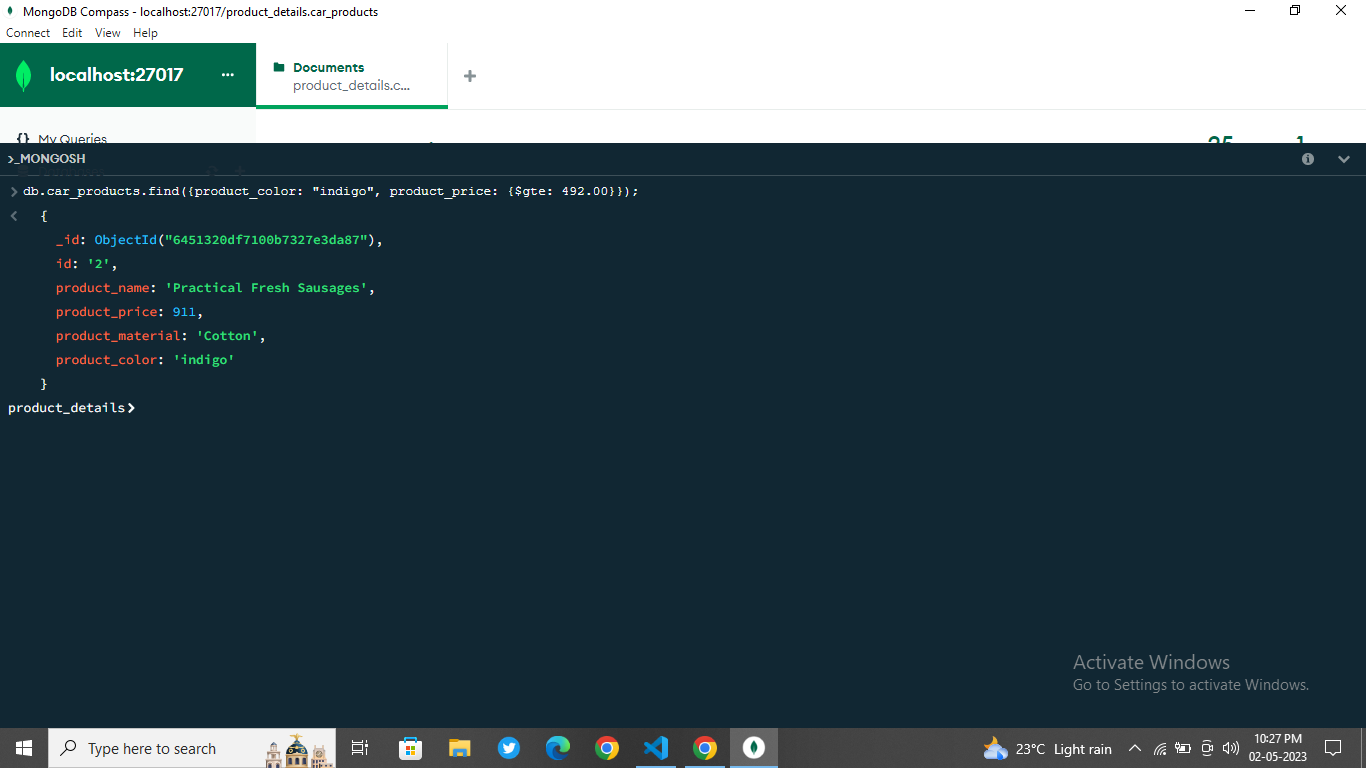 MongoDB Compass - localhost:27017/product_details.car_products
Connect Edit View Help
localhost:27017 ...
Documents
product_details.c...
{} My Queries
25 1
>_MONGOSH
db.car_products.find({product_color: "indigo", product_price: {$gte: 492.00}});
{
_id: ObjectId("6451320df7100b7327e3da87"),
id: '2',
product_name: 'Practical Fresh Sausages',
product_price: 911,
product_material: 'Cotton',
product_color: 'indigo'
}
product_details>
Activate Windows
Go to Settings to activate Windows.
Type here to search
23°C Light rain
10:27 PM
02-05-2023